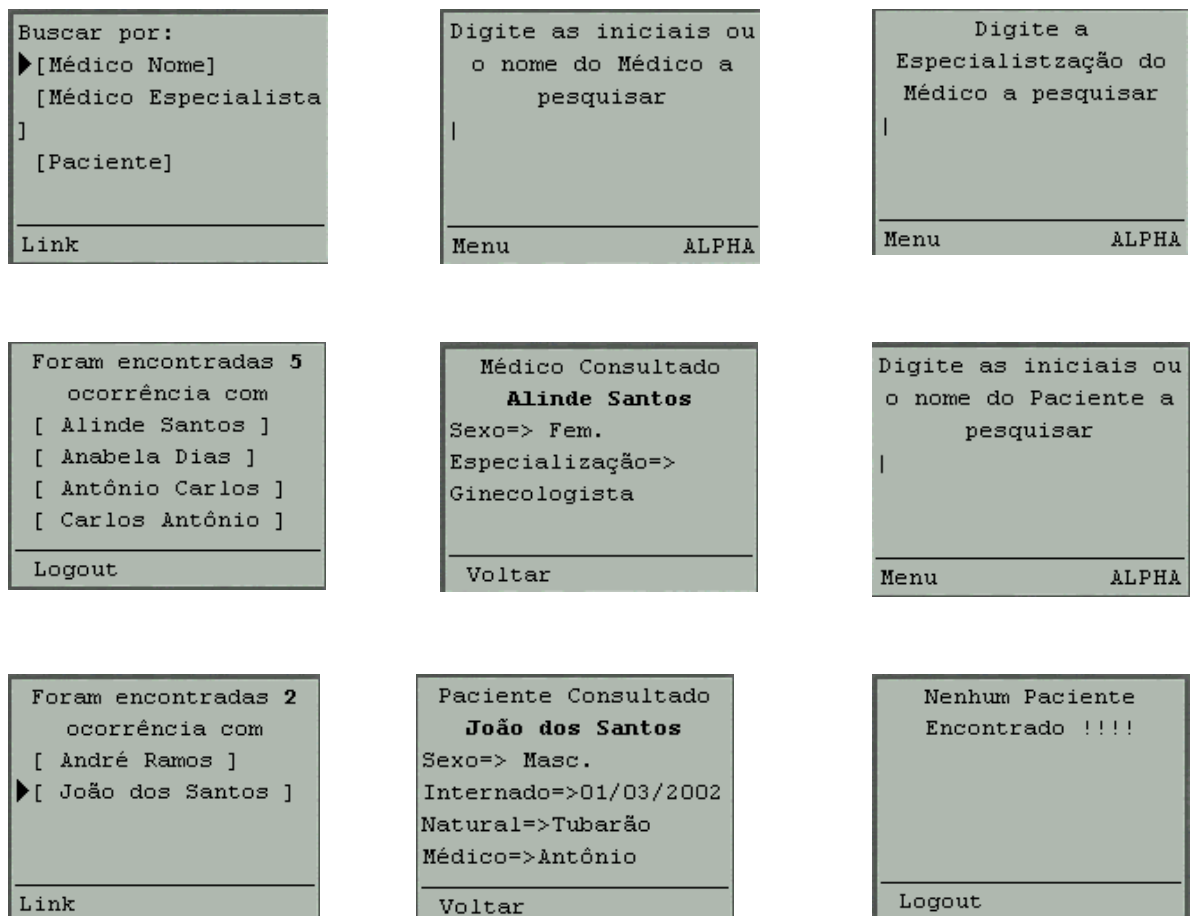 Buscar por:
[Médico Nome]
[Médico Especialista
]
[Paciente]
Link
Digite as iniciais ou
o nome do Médico a
pesquisar
Menu ALPHA
Digite a
Especialistzação do
Médico a pesquisar
Menu ALPHA
Foram encontradas 5
ocorrência com
[ Alinde Santos ]
[ Anabela Dias ]
[ Antônio Carlos ]
[ Carlos Antônio ]
Logout
Médico Consultado
Alinde Santos
Sexo=> Fem.
Especialização=>
Ginecologista
Voltar
Digite as iniciais ou
o nome do Paciente a
pesquisar
Menu ALPHA
Foram encontradas 2
ocorrência com
[ André Ramos ]
[ João dos Santos ]
Link
Paciente Consultado
João dos Santos
Sexo=> Masc.
Internado=>01/03/2002
Natural=>Tubarão
Médico=>Antônio
Voltar
Nenhum Paciente
Encontrado !!!!
Logout